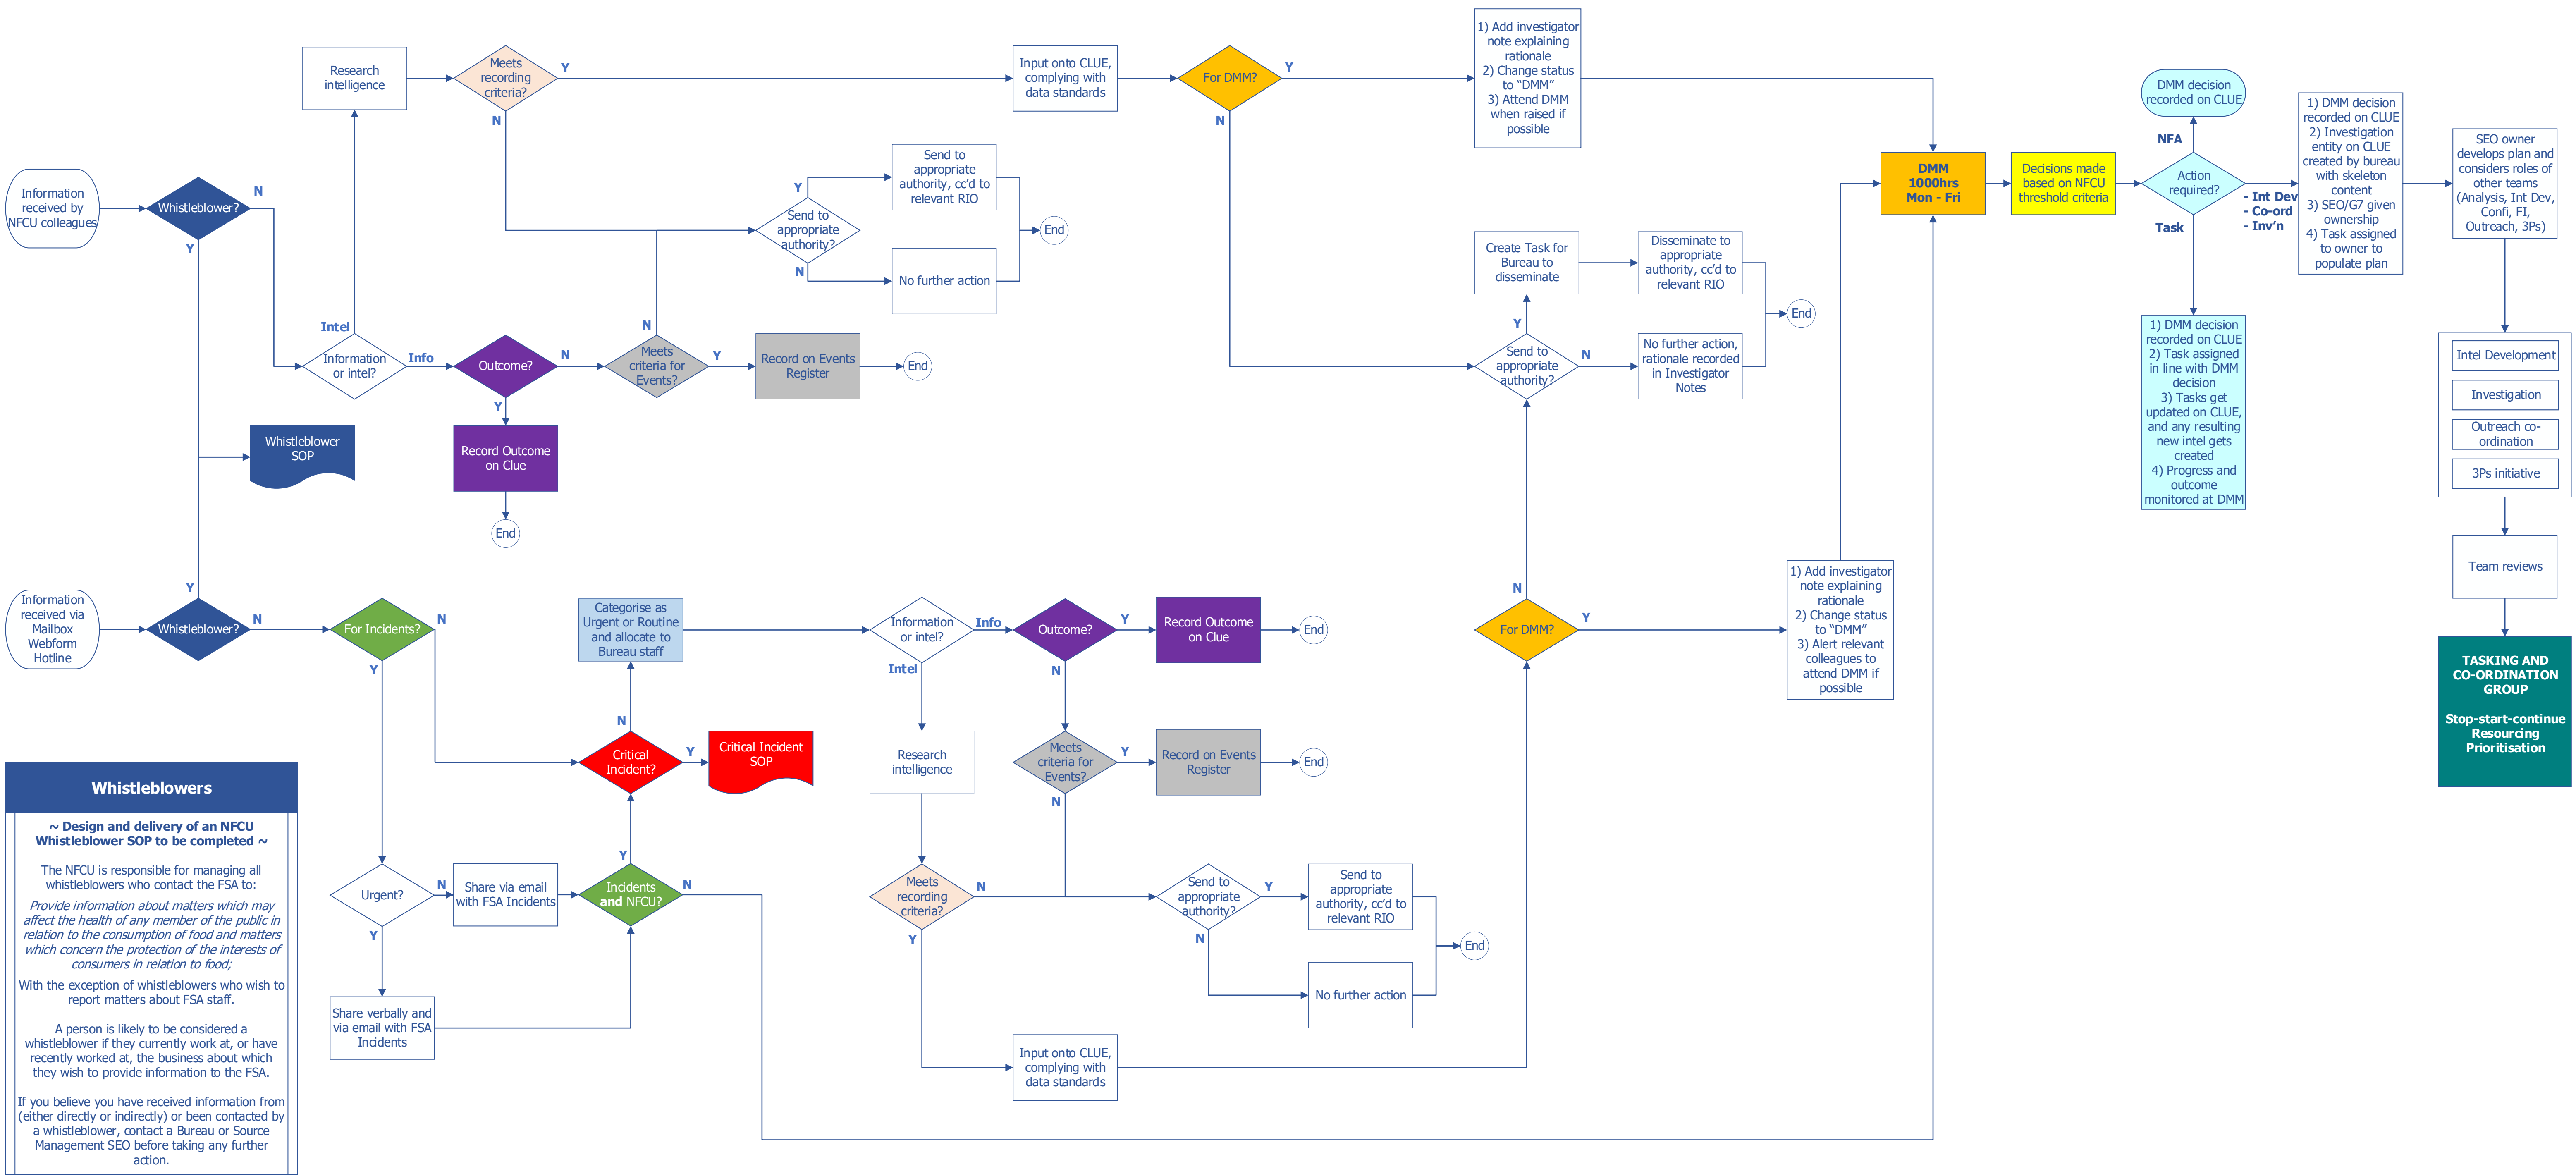 Information
received by
NFCU colleagues
Whistleblower?
N
Y
Research
intelligence
Intel
Information
or intel?
Info
Meets
recording
criteria?
Y
N
Outcome?
N
Y
Record Outcome
on Clue
End
Meets
criteria for
Events?
N
Y
Record on Events
Register
End
Send to
appropriate
authority?
Y
N
Send to
appropriate
authority, cc’d to
relevant RIO
No further action
End
Input onto CLUE,
complying with
data standards
For DMM?
Y
N
1) Add investigator
note explaining
rationale
2) Change status
to “DMM”
3) Attend DMM
when raised if
possible
Create Task for
Bureau to
disseminate
Disseminate to
appropriate
authority, cc’d to
relevant RIO
Y
Send to
appropriate
authority?
N
No further action,
rationale recorded
in Investigator
Notes
End
DMM
1000hrs
Mon - Fri
Decisions made
based on NFCU
threshold criteria
DMM decision
recorded on CLUE
NFA
Action
required?
- Int Dev
- Co-ord
- Inv’n
Task
1) DMM decision
recorded on CLUE
2) Task assigned
in line with DMM
decision
3) Tasks get
updated on CLUE,
and any resulting
new intel gets
created
4) Progress and
outcome
monitored at DMM
1) DMM decision
recorded on CLUE
2) Investigation
entity on CLUE
created by bureau
with skeleton
content
3) SEO/G7 given
ownership
4) Task assigned
to owner to
populate plan
SEO owner
develops plan and
considers roles of
other teams
(Analysis, Int Dev,
Confi, FI,
Outreach, 3Ps)
Intel Development
Investigation
Outreach co-
ordination
3Ps initiative
Team reviews
TASKING AND
CO-ORDINATION
GROUP
Stop-start-continue
Resourcing
Prioritisation
Whistleblower
SOP
Information
received via
Mailbox
Webform
Hotline
Y
Whistleblower?
N
For Incidents?
N
Y
Urgent?
N
Y
Share via email
with FSA Incidents
Share verbally and
via email with FSA
Incidents
Incidents
and NFCU?
Y
N
Critical
Incident?
N
Y
Critical Incident
SOP
Categorise as
Urgent or Routine
and allocate to
Bureau staff
Information
or intel?
Info
Intel
Outcome?
Y
N
Record Outcome
on Clue
End
Research
intelligence
Meets
criteria for
Events?
Y
N
Record on Events
Register
End
Meets
recording
criteria?
N
Y
Send to
appropriate
authority?
Y
N
Send to
appropriate
authority, cc’d to
relevant RIO
No further action
End
Input onto CLUE,
complying with
data standards
N
For DMM?
Y
1) Add investigator
note explaining
rationale
2) Change status
to “DMM”
3) Alert relevant
colleagues to
attend DMM if
possible
Whistleblowers
~ Design and delivery of an NFCU
Whistleblower SOP to be completed ~
The NFCU is responsible for managing all
whistleblowers who contact the FSA to:
Provide information about matters which may
affect the health of any member of the public in
relation to the consumption of food and matters
which concern the protection of the interests of
consumers in relation to food;
With the exception of whistleblowers who wish to
report matters about FSA staff.
A person is likely to be considered a
whistleblower if they currently work at, or have
recently worked at, the business about which
they wish to provide information to the FSA.
If you believe you have received information from
(either directly or indirectly) or been contacted by
a whistleblower, contact a Bureau or Source
Management SEO before taking any further
action.